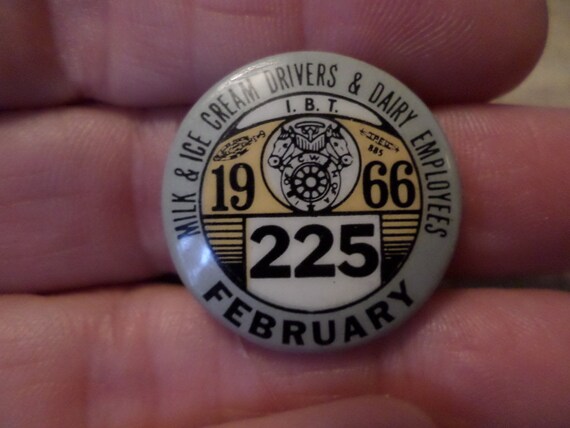 MILK & ICE CREAM DRIVERS & DAIRY EMPLOYEES
I. B. T.
19 66
225
FEBRUARY